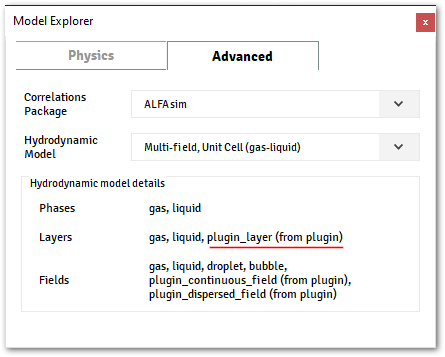 Model Explorer
x
Physics
Advanced
Correlations
Package
ALFAsim
Hydrodynamic
Model
Multi-field, Unit Cell (gas-liquid)
Hydrodynamic model details
Phases
gas, liquid
Layers
gas, liquid, plugin_layer (from plugin)
Fields
gas, liquid, droplet, bubble,
plugin_continuous_field (from plugin),
plugin_dispersed_field (from plugin)